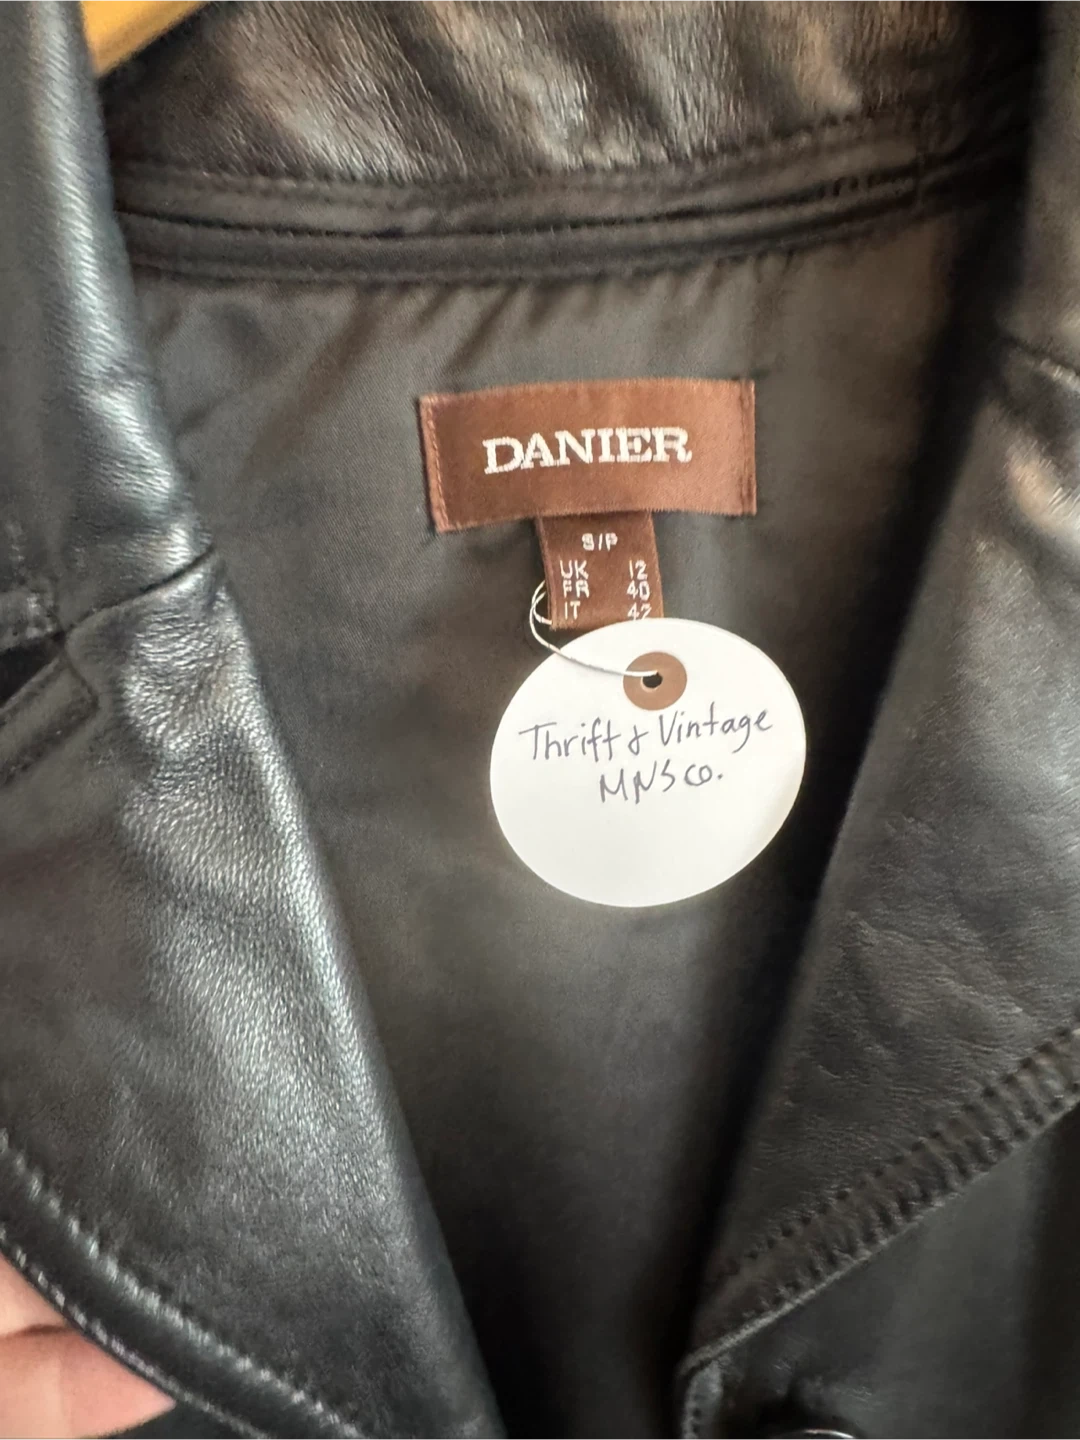 DANIER
S/P
UK 12
FR 40
IT 42
Thrift & Vintage
MNS co.